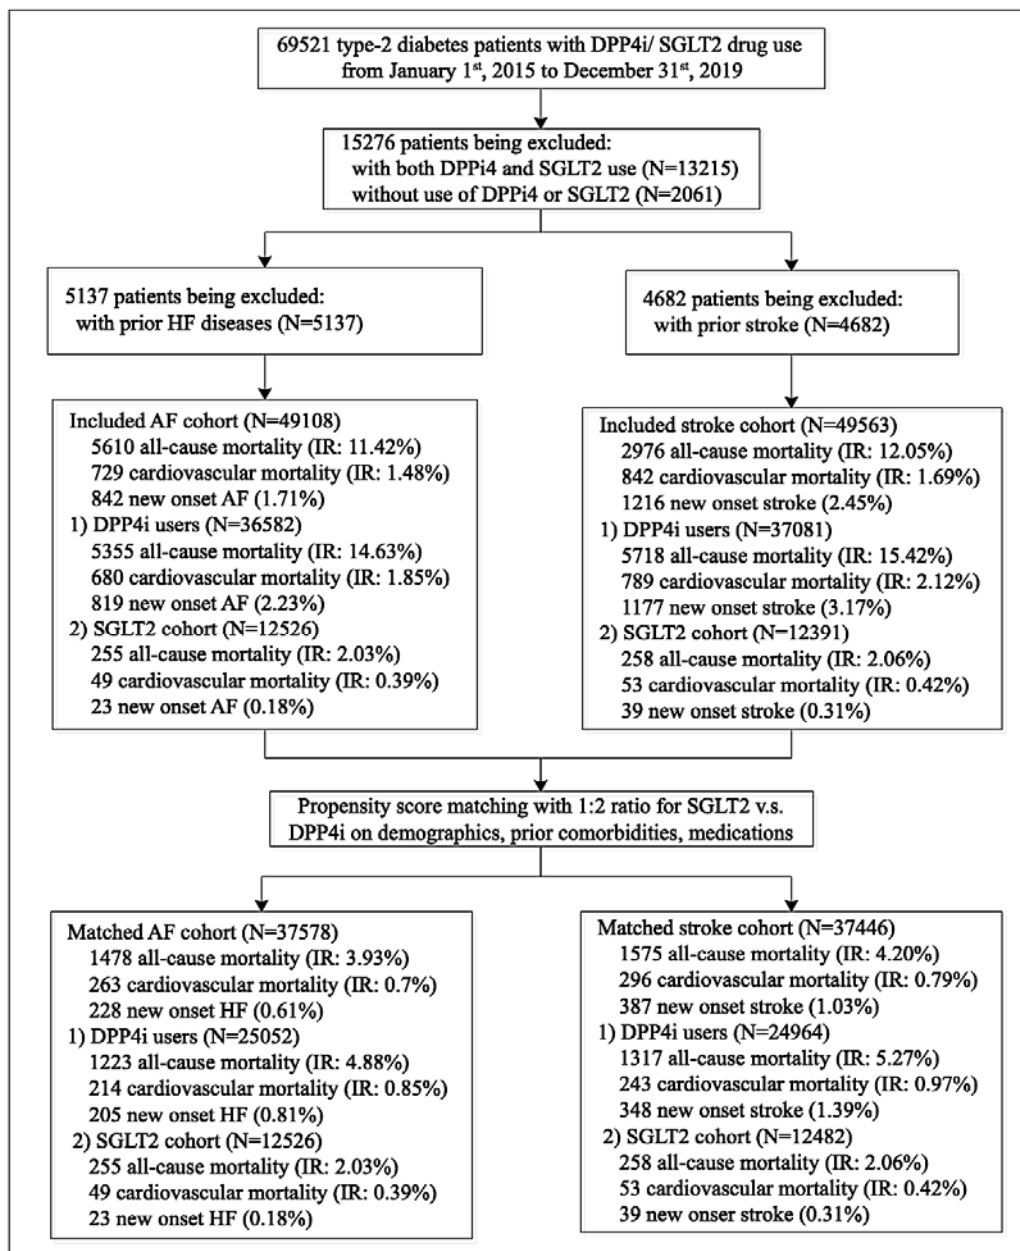 69521 type-2 diabetes patients with DPP4i/ SGLT2 drug use
from January 1st, 2015 to December 31st, 2019
15276 patients being excluded:
with both DPPi4 and SGLT2 use (N=13215)
without use of DPPi4 or SGLT2 (N=2061)
5137 patients being excluded:
with prior HF diseases (N=5137)
4682 patients being excluded:
with prior stroke (N=4682)
Included AF cohort (N=49108)
5610 all-cause mortality (IR: 11.42%)
729 cardiovascular mortality (IR: 1.48%)
842 new onset AF (1.71%)
1) DPP4i users (N=36582)
5355 all-cause mortality (IR: 14.63%)
680 cardiovascular mortality (IR: 1.85%)
819 new onset AF (2.23%)
2) SGLT2 cohort (N=12526)
255 all-cause mortality (IR: 2.03%)
49 cardiovascular mortality (IR: 0.39%)
23 new onset AF (0.18%)
Included stroke cohort (N=49563)
2976 all-cause mortality (IR: 12.05%)
842 cardiovascular mortality (IR: 1.69%)
1216 new onset stroke (2.45%)
1) DPP4i users (N=37081)
5718 all-cause mortality (IR: 15.42%)
789 cardiovascular mortality (IR: 2.12%)
1177 new onset stroke (3.17%)
2) SGLT2 cohort (N=12391)
258 all-cause mortality (IR: 2.06%)
53 cardiovascular mortality (IR: 0.42%)
39 new onset stroke (0.31%)
Propensity score matching with 1:2 ratio for SGLT2 v.s.
DPP4i on demographics, prior comorbidities, medications
Matched AF cohort (N=37578)
1478 all-cause mortality (IR: 3.93%)
263 cardiovascular mortality (IR: 0.7%)
228 new onset HF (0.61%)
1) DPP4i users (N=25052)
1223 all-cause mortality (IR: 4.88%)
214 cardiovascular mortality (IR: 0.85%)
205 new onset HF (0.81%)
2) SGLT2 cohort (N=12526)
255 all-cause mortality (IR: 2.03%)
49 cardiovascular mortality (IR: 0.39%)
23 new onset HF (0.18%)
Matched stroke cohort (N=37446)
1575 all-cause mortality (IR: 4.20%)
296 cardiovascular mortality (IR: 0.79%)
387 new onset stroke (1.03%)
1) DPP4i users (N=24964)
1317 all-cause mortality (IR: 5.27%)
243 cardiovascular mortality (IR: 0.97%)
348 new onset stroke (1.39%)
2) SGLT2 cohort (N=12482)
258 all-cause mortality (IR: 2.06%)
53 cardiovascular mortality (IR: 0.42%)
39 new onser stroke (0.31%)